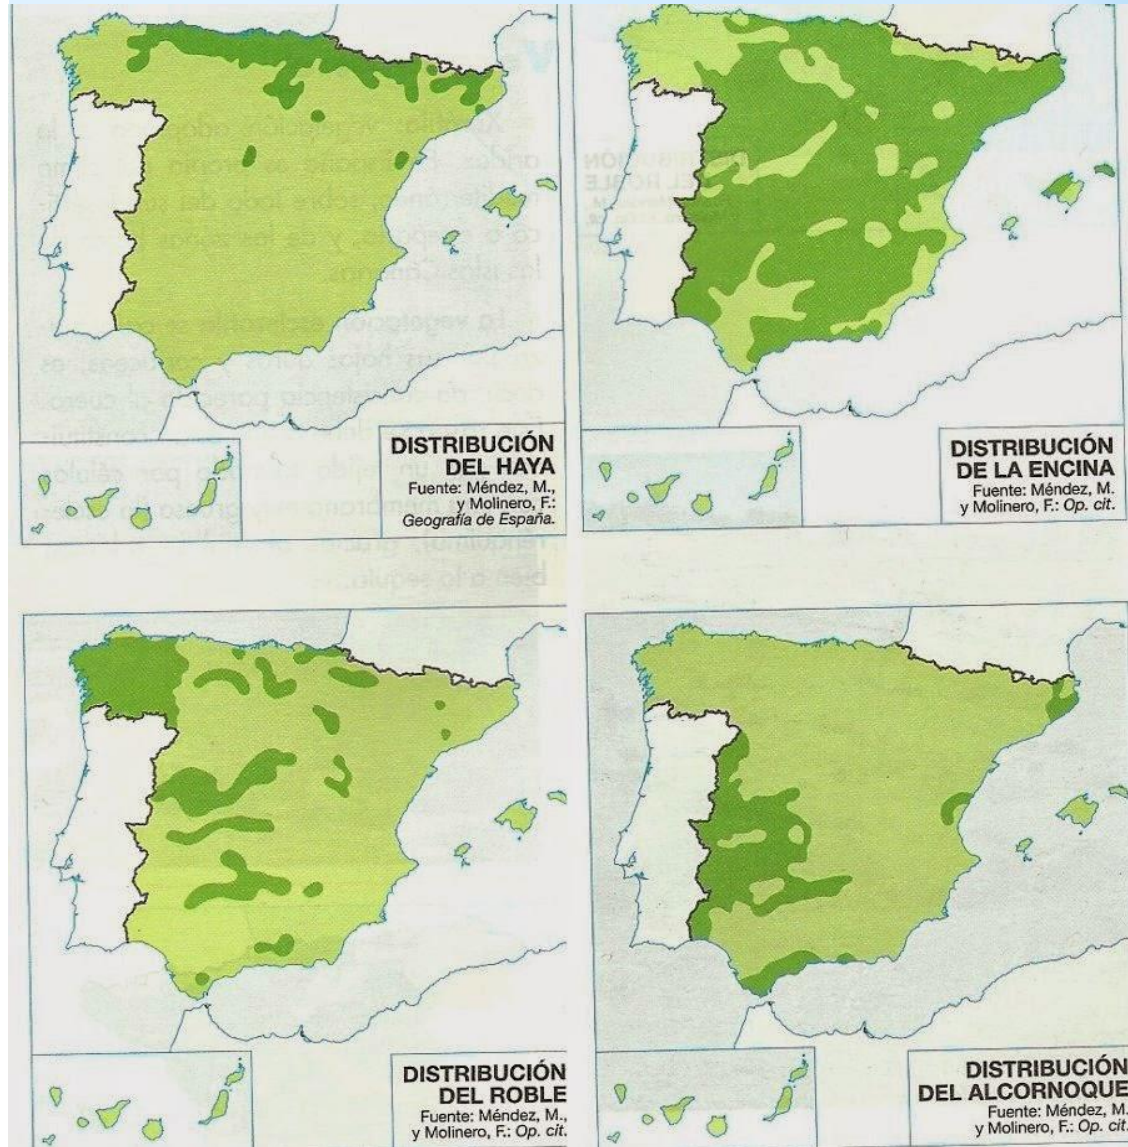 DISTRIBUCIÓN
DEL HAYA
Fuente: Méndez, M.,
y Molinero, F.:
Geografía de España.
DISTRIBUCIÓN
DE LA ENCINA
Fuente: Méndez, M.
y Molinero, F.: Op. cit.
DISTRIBUCIÓN
DEL ROBLE
Fuente: Méndez, M.,
y Molinero, F.: Op. cit.
DISTRIBUCIÓN
DEL ALCORNOQUE
Fuente: Méndez, M.
y Molinero, F.: Op. cit.